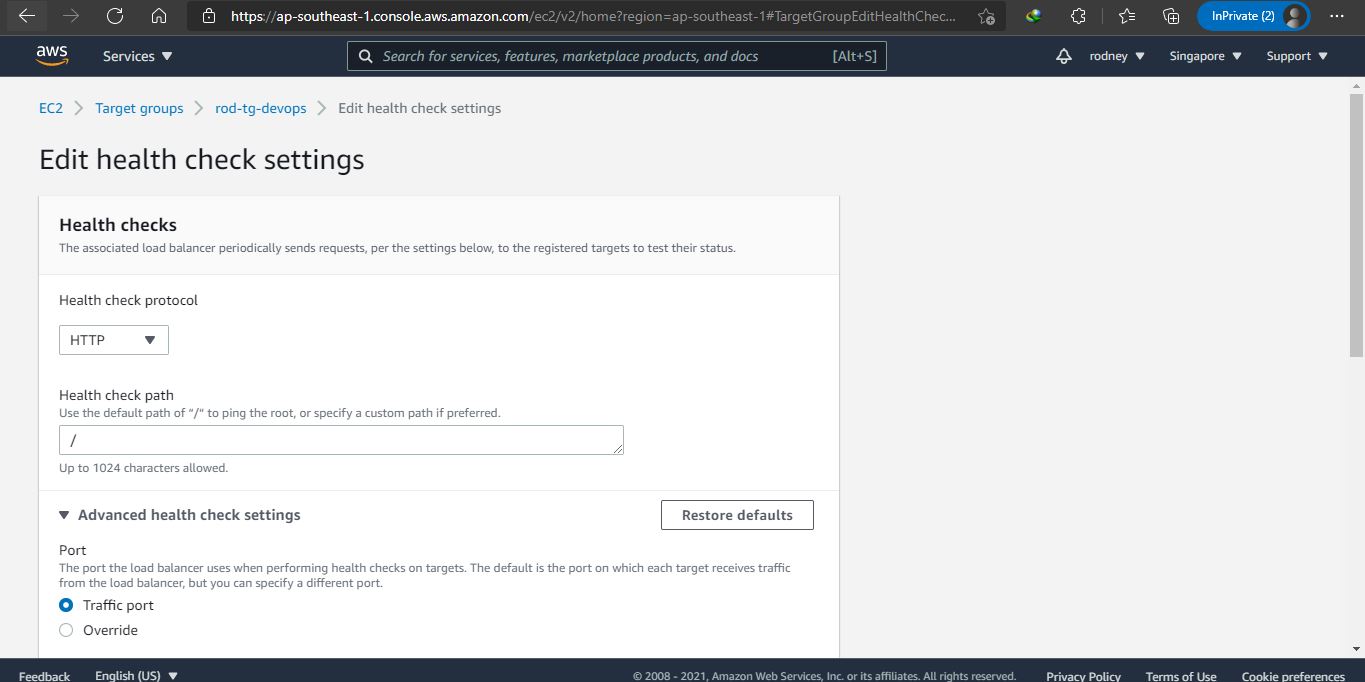 https://ap-southeast-1.console.aws.amazon.com/ec2/v2/home?region=ap-southeast-1#TargetGroupEditHealthChec...
InPrivate (2)
aws
Services
Search for services, features, marketplace products, and docs
[Alt+S]
rodney
Singapore
Support
EC2 > Target groups > rod-tg-devops > Edit health check settings
Edit health check settings
Health checks
The associated load balancer periodically sends requests, per the settings below, to the registered targets to test their status.
Health check protocol
HTTP
Health check path
Use the default path of "/" to ping the root, or specify a custom path if preferred.
/
Up to 1024 characters allowed.
Advanced health check settings
Restore defaults
Port
The port the load balancer uses when performing health checks on targets. The default is the port on which each target receives traffic
from the load balancer, but you can specify a different port.
Traffic port
Override
Feedback
English (US)
© 2008 - 2021, Amazon Web Services, Inc. or its affiliates. All rights reserved.
Privacy Policy
Terms of Use
Cookie preferences